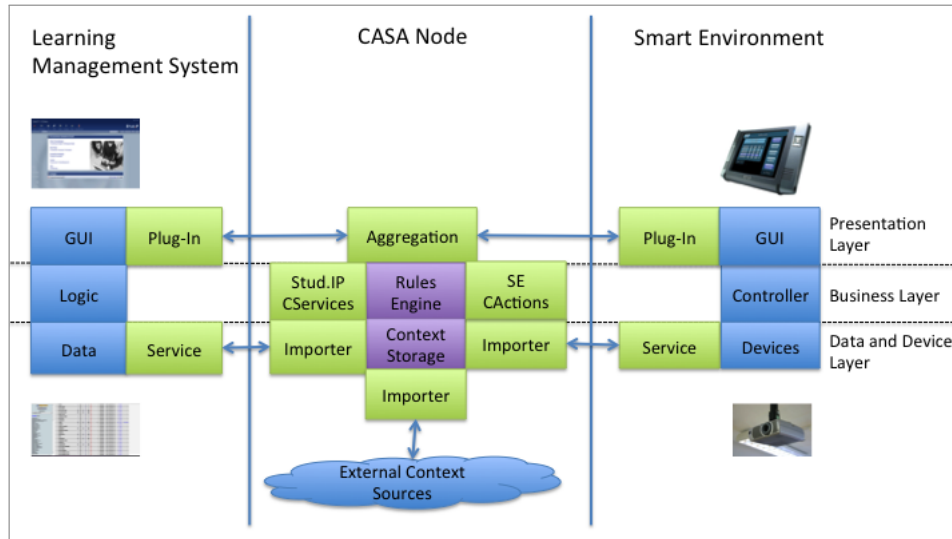 Learning
Management System
CASA Node
Smart Environment
GUI
Plug-In
Aggregation
Plug-In
GUI
Presentation
Layer
Logic
Stud.IP
CServices
Rules
Engine
SE
CActions
Controller
Business Layer
Data
Service
Importer
Context
Storage
Importer
Service
Devices
Data and Device
Layer
Importer
External Context
Sources